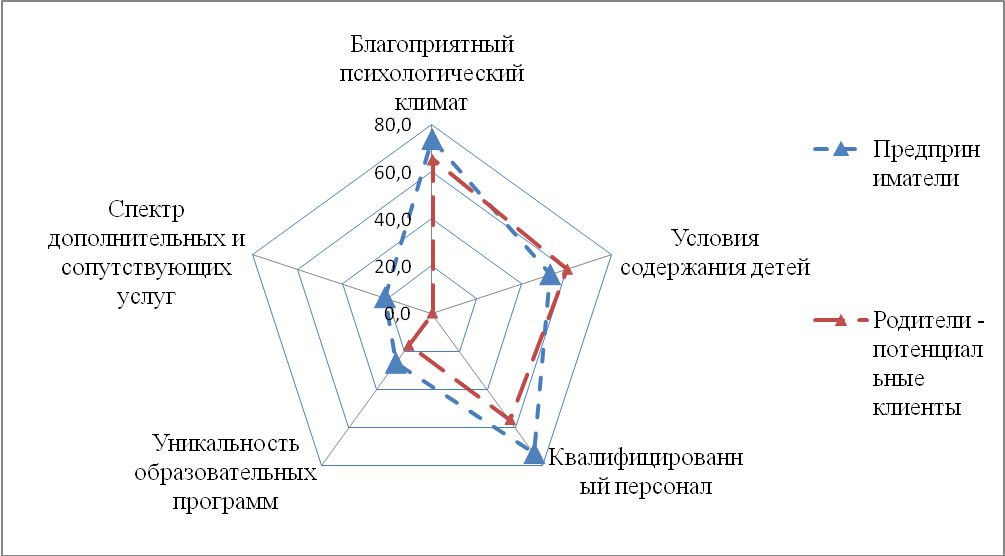 Благоприятный
психологический
климат
80,0
60,0
40,0
20,0
0,0
Условия
содержания детей
Квалифицированн
ый персонал
Уникальность
образовательных
программ
Спектр
дополнительных и
сопутствующих
услуг
Предприн
иматели
Родители -
потенциал
ьные
клиенты